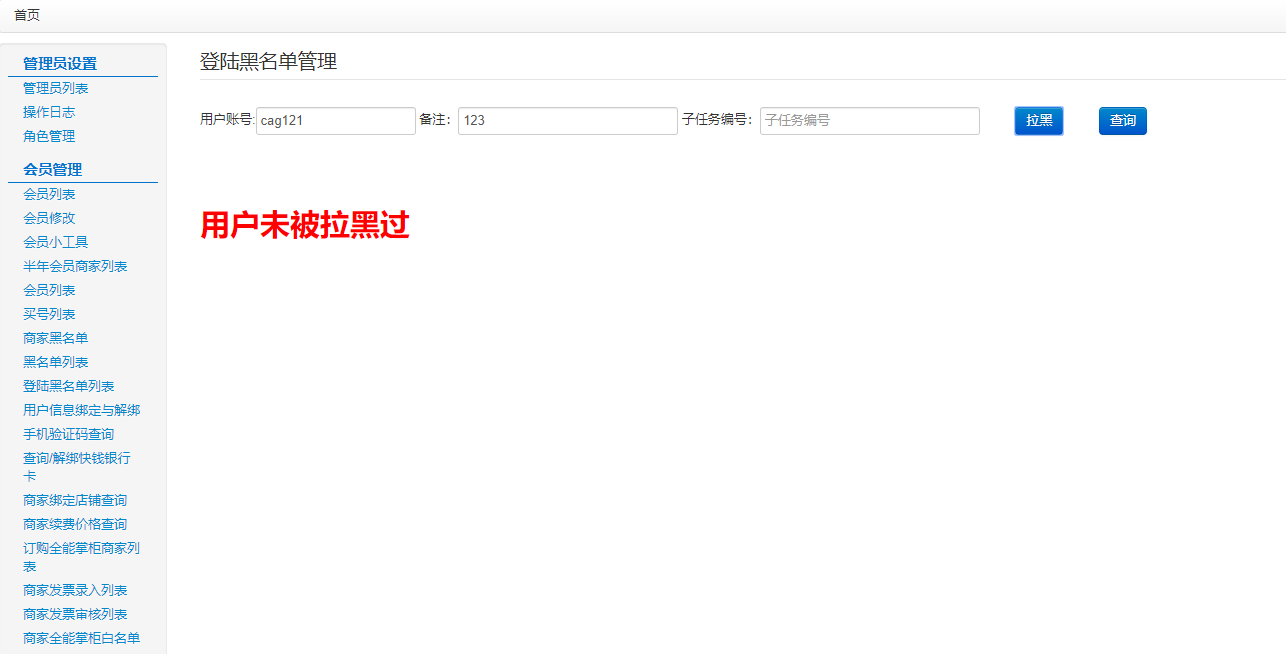 首页
管理员设置
管理员列表
操作日志
角色管理
会员管理
会员列表
会员修改
会员小工具
半年会员商家列表
会员列表
买号列表
商家黑名单
黑名单列表
登陆黑名单列表
用户信息绑定与解绑
手机验证码查询
查询/解绑快钱银行
卡
商家绑定店铺查询
商家续费价格查询
订购全能掌柜商家列
表
商家发票录入列表
商家发票审核列表
商家全能掌柜白名单
登陆黑名单管理
用户账号: cag121 备注: 123 子任务编号: 子任务编号 拉黑 查询
用户未被拉黑过